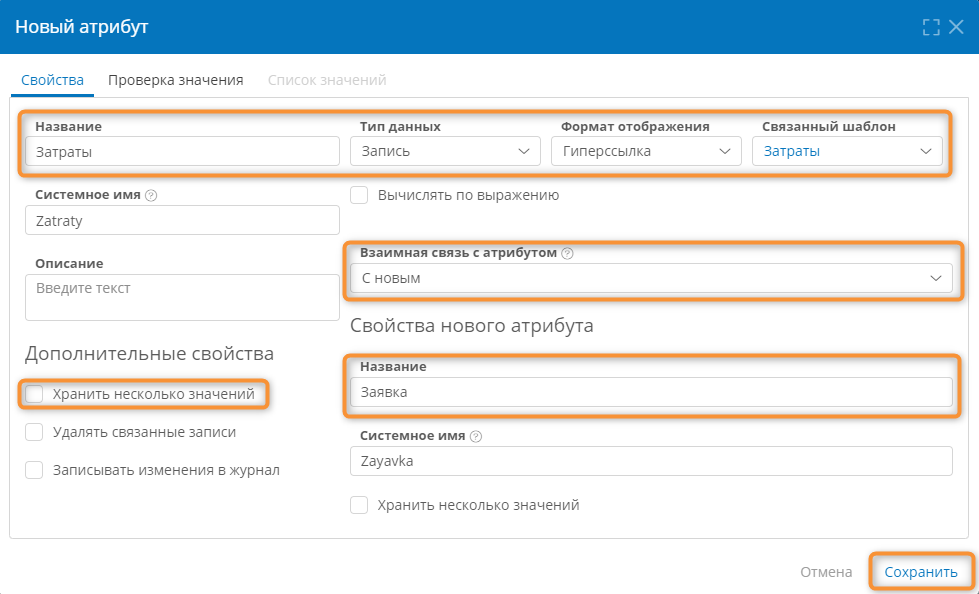 Новый атрибут
Свойства Проверка значения Список значений
Название Тип данных Формат отображения Связанный шаблон
Затраты Запись Гиперссылка Затраты
Системное имя ? Вычислять по выражению
Zatraty
Взаимная связь с атрибутом ?
Описание С новым
Введите текст
Свойства нового атрибута
Дополнительные свойства
Название
Хранить несколько значений Заявка
Удалять связанные записи Системное имя ?
Записывать изменения в журнал Zayavka
Хранить несколько значений
Отмена Сохранить